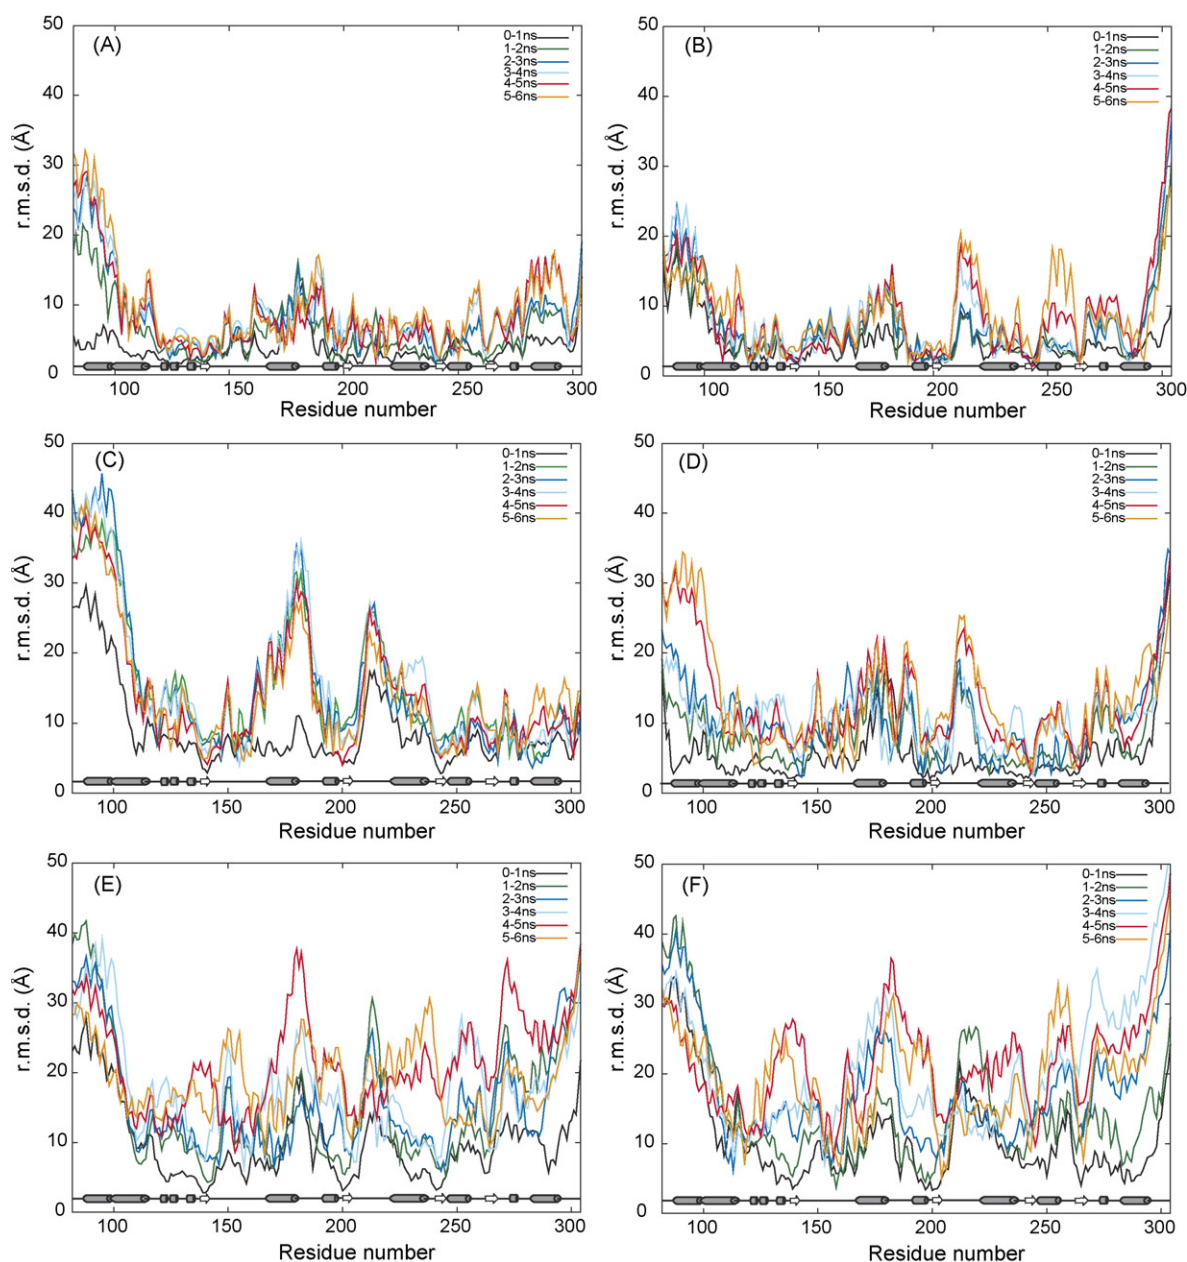 (A)
0-1ns
1-2ns
2-3ns
3-4ns
4-5ns
5-6ns
50
40
30
20
10
0
r.m.s.d. (Å)
100 150 200 250 300
Residue number
(B)
0-1ns
1-2ns
2-3ns
3-4ns
4-5ns
5-6ns
50
40
30
20
10
0
r.m.s.d. (Å)
100 150 200 250 300
Residue number
(C)
0-1ns
1-2ns
2-3ns
3-4ns
4-5ns
5-6ns
50
40
30
20
10
0
r.m.s.d. (Å)
100 150 200 250 300
Residue number
(D)
0-1ns
1-2ns
2-3ns
3-4ns
4-5ns
5-6ns
50
40
30
20
10
0
r.m.s.d. (Å)
100 150 200 250 300
Residue number
(E)
0-1ns
1-2ns
2-3ns
3-4ns
4-5ns
5-6ns
50
40
30
20
10
0
r.m.s.d. (Å)
100 150 200 250 300
Residue number
(F)
0-1ns
1-2ns
2-3ns
3-4ns
4-5ns
5-6ns
50
40
30
20
10
0
r.m.s.d. (Å)
100 150 200 250 300
Residue number